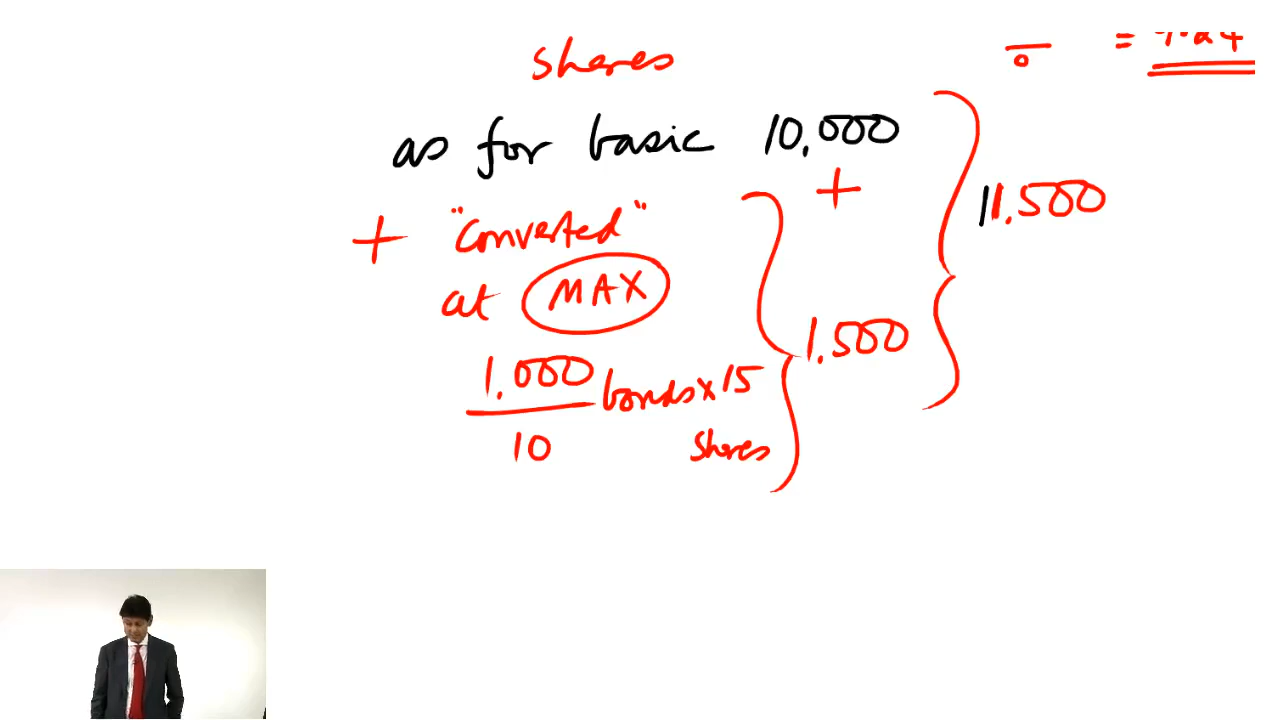 shares
as for basic 10,000
+
+ "converted"
at MAX
1,000 bonds × 15
10 shares
1,500
11,500
=